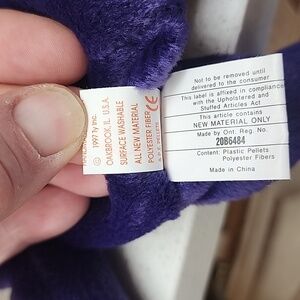 © 1997 Ty Inc.
OAKBROOK, IL. U.S.A.
SURFACE WASHABLE
ALL NEW MATERIAL
POLYESTER FIBER
CE
Not to be removed until
delivered to the consumer
This label is affixed in compliance
with the Upholstered and
Stuffed Articles Act
This article contains
NEW MATERIAL ONLY
Made by Ont. Reg. No.
20B6484
Content: Plastic Pellets
Polyester Fibers
Made in China